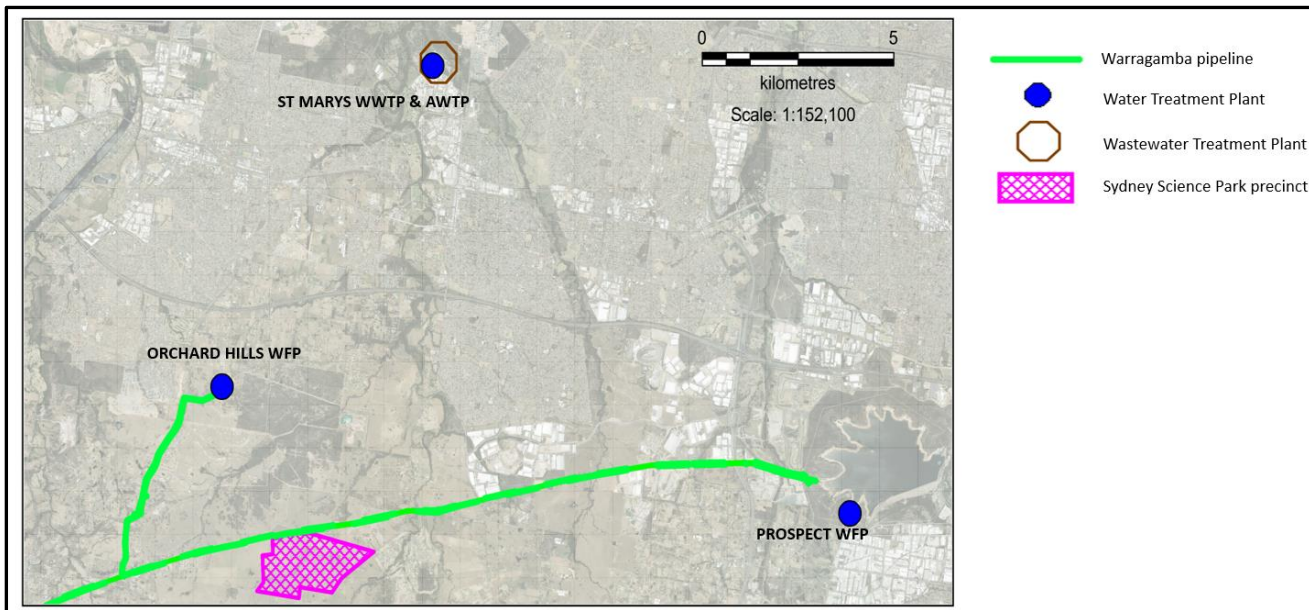 0 5
kilometres
Scale: 1:152,100
ST MARYS WWTP & AWTP
ORCHARD HILLS WFP
PROSPECT WFP
Warragamba pipeline
Water Treatment Plant
Wastewater Treatment Plant
Sydney Science Park precinct